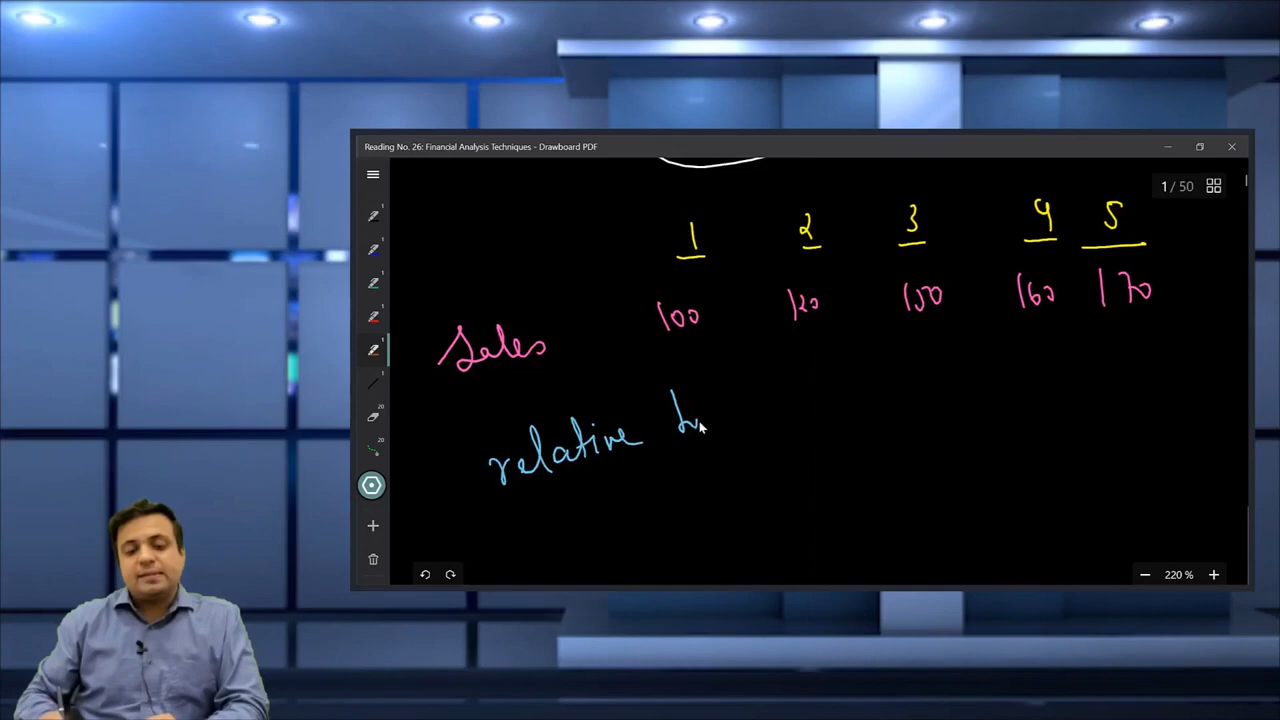 Reading No. 26: Financial Analysis Techniques - Drawboard PDF
1 / 50
1 2 3 4 5
Sales 100 120 150 160 170
relative
220 %